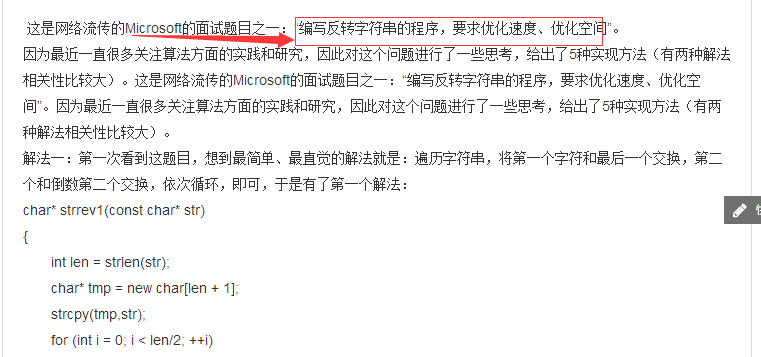 这是网络流传的Microsoft的面试题目之一：“编写反转字符串的程序，要求优化速度、优化空间”。
因为最近一直很多关注算法方面的实践和研究，因此对这个问题进行了一些思考，给出了5种实现方法（有两种解法
相关性比较大）。这是网络流传的Microsoft的面试题目之一：“编写反转字符串的程序，要求优化速度、优化空
间”。因为最近一直很多关注算法方面的实践和研究，因此对这个问题进行了一些思考，给出了5种实现方法（有两
种解法相关性比较大）。
解法一：第一次看到这题目，想到最简单、最直觉的解法就是：遍历字符串，将第一个字符和最后一个交换，第二
个和倒数第二个交换，依次循环，即可，于是有了第一个解法：
char* strrev1(const char* str)
{
int len = strlen(str);
char* tmp = new char[len + 1];
strcpy(tmp,str);
for (int i = 0; i < len/2; ++i)